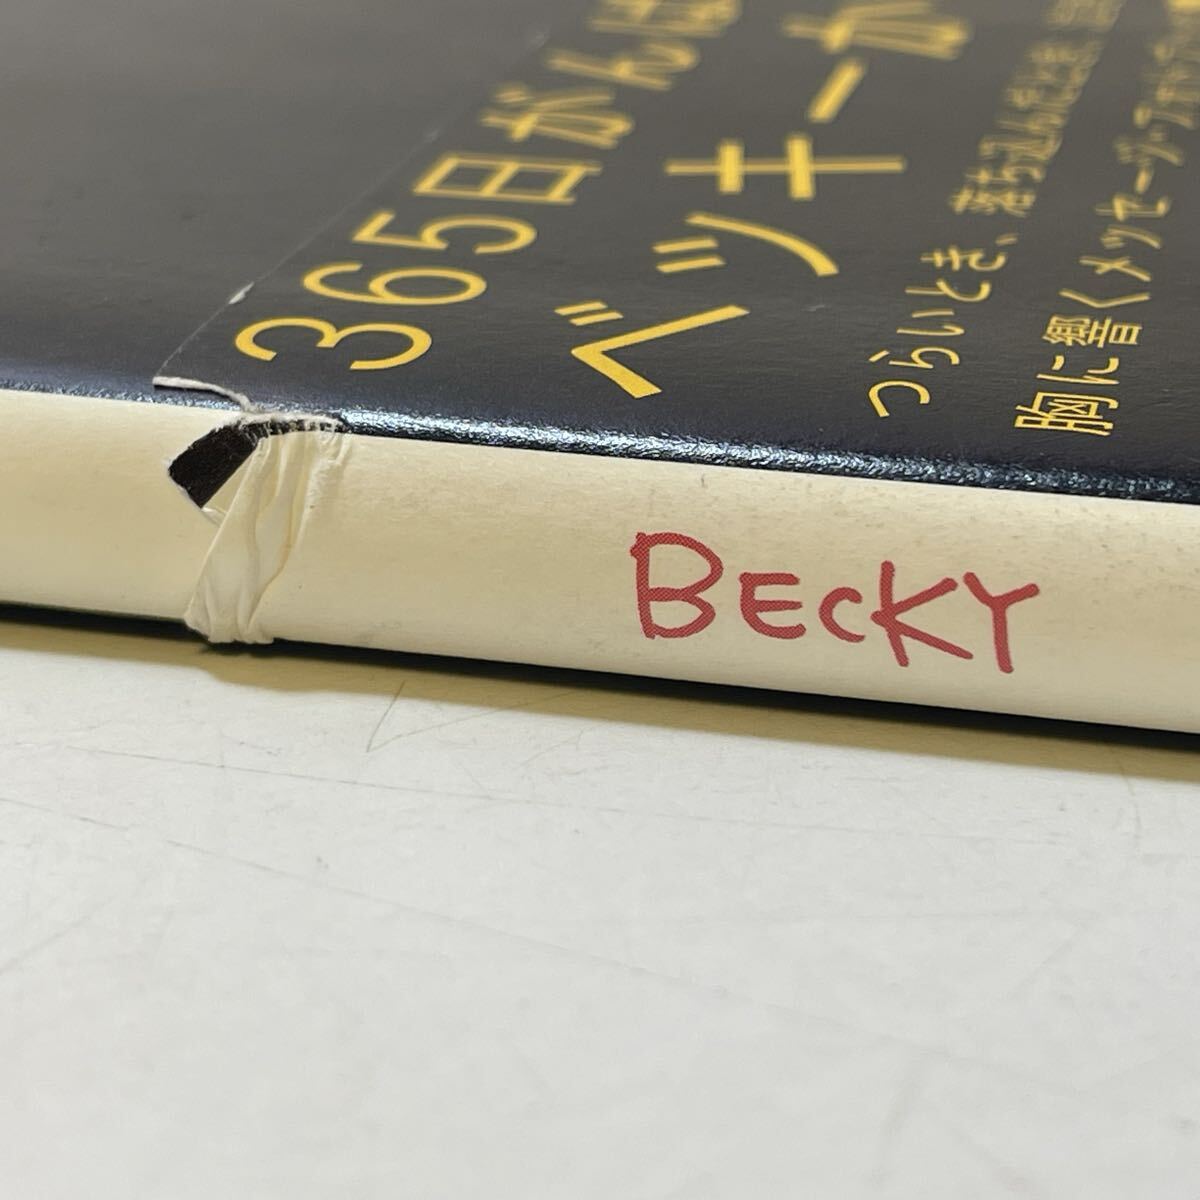 365日がん
ベッキーが
つらいとき、落ち込んだとき、
胸に響くメッセージ・
BECKY